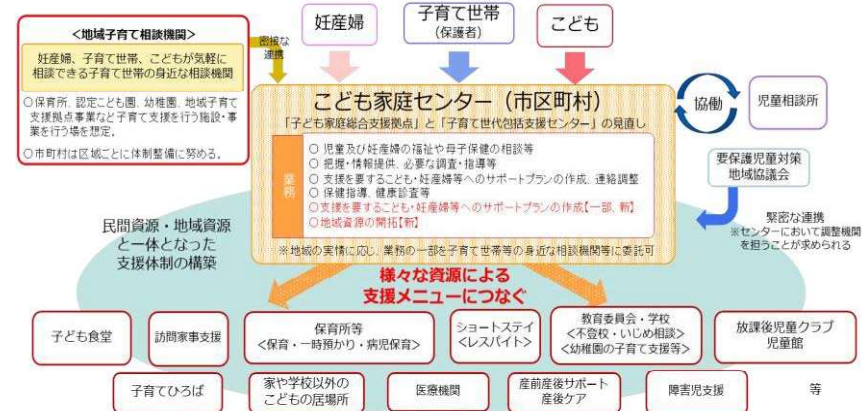 ＜地域子育て相談機関＞
妊産婦、子育て世帯、こどもが気軽に
相談できる子育て世帯の身近な相談機関
○保育所、認定こども園、幼稚園、地域子育て
支援拠点事業など子育て支援を行う施設・事
業を行う場を想定。
○市町村は区域ごとに体制整備に努める。
密接な
連携
妊産婦
子育て世帯
（保護者）
こども
こども家庭センター（市区町村）
「子ども家庭総合支援拠点」と「子育て世代包括支援センター」の見直し
業務
○ 児童及び妊産婦の福祉や母子保健の相談等
○ 把握・情報提供、必要な調査・指導等
○ 支援を要するこども・妊産婦等へのサポートプランの作成、連絡調整
○ 保健指導、健康診査等
○支援を要するこども・妊産婦等へのサポートプランの作成【一部、新】
○地域資源の開拓【新】
※地域の実情に応じ、業務の一部を子育て世帯等の身近な相談機関等に委託可
協働
児童相談所
要保護児童対策
地域協議会
緊密な連携
※センターにおいて調整機関
を担うことが求められる
民間資源・地域資源
と一体となった
支援体制の構築
様々な資源による
支援メニューにつなぐ
子ども食堂
訪問家事支援
保育所等
＜保育・一時預かり・病児保育＞
ショートステイ
＜レスパイト＞
教育委員会・学校
＜不登校・いじめ相談＞
＜幼稚園の子育て支援等＞
放課後児童クラブ
児童館
子育てひろば
家や学校以外の
こどもの居場所
医療機関
産前産後サポート
産後ケア
障害児支援
等